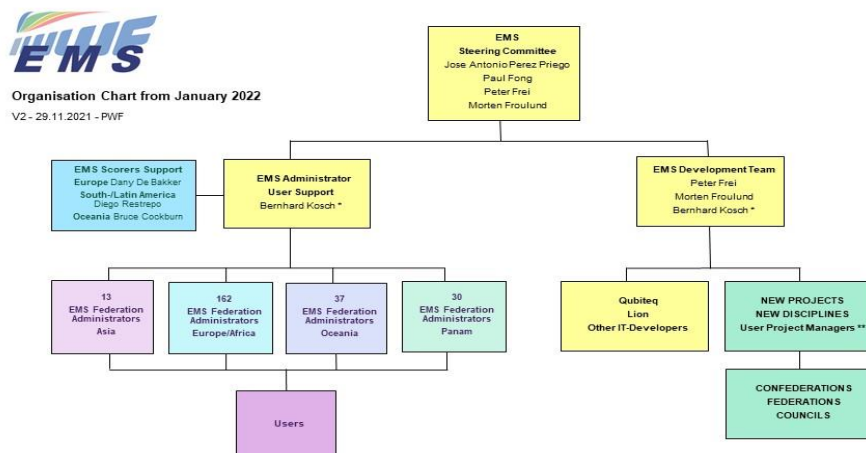 IWWF
EMS
Organisation Chart from January 2022
V2 - 29.11.2021 - PWF
EMS
Steering Committee
Jose Antonio Perez Priego
Paul Fong
Peter Frei
Morten Froulund
EMS Scorers Support
Europe Dany De Bakker
South-/Latin America
Diego Restrepo
Oceania Bruce Cockburn
EMS Administrator
User Support
Bernhard Kosch *
EMS Development Team
Peter Frei
Morten Froulund
Bernhard Kosch *
13
EMS Federation
Administrators
Asia
162
EMS Federation
Administrators
Europe/Africa
37
EMS Federation
Administrators
Oceania
30
EMS Federation
Administrators
Panam
Qubiteq
Lion
Other IT-Developers
NEW PROJECTS
NEW DISCIPLINES
User Project Managers **
Users
CONFEDERATIONS
FEDERATIONS
COUNCILS